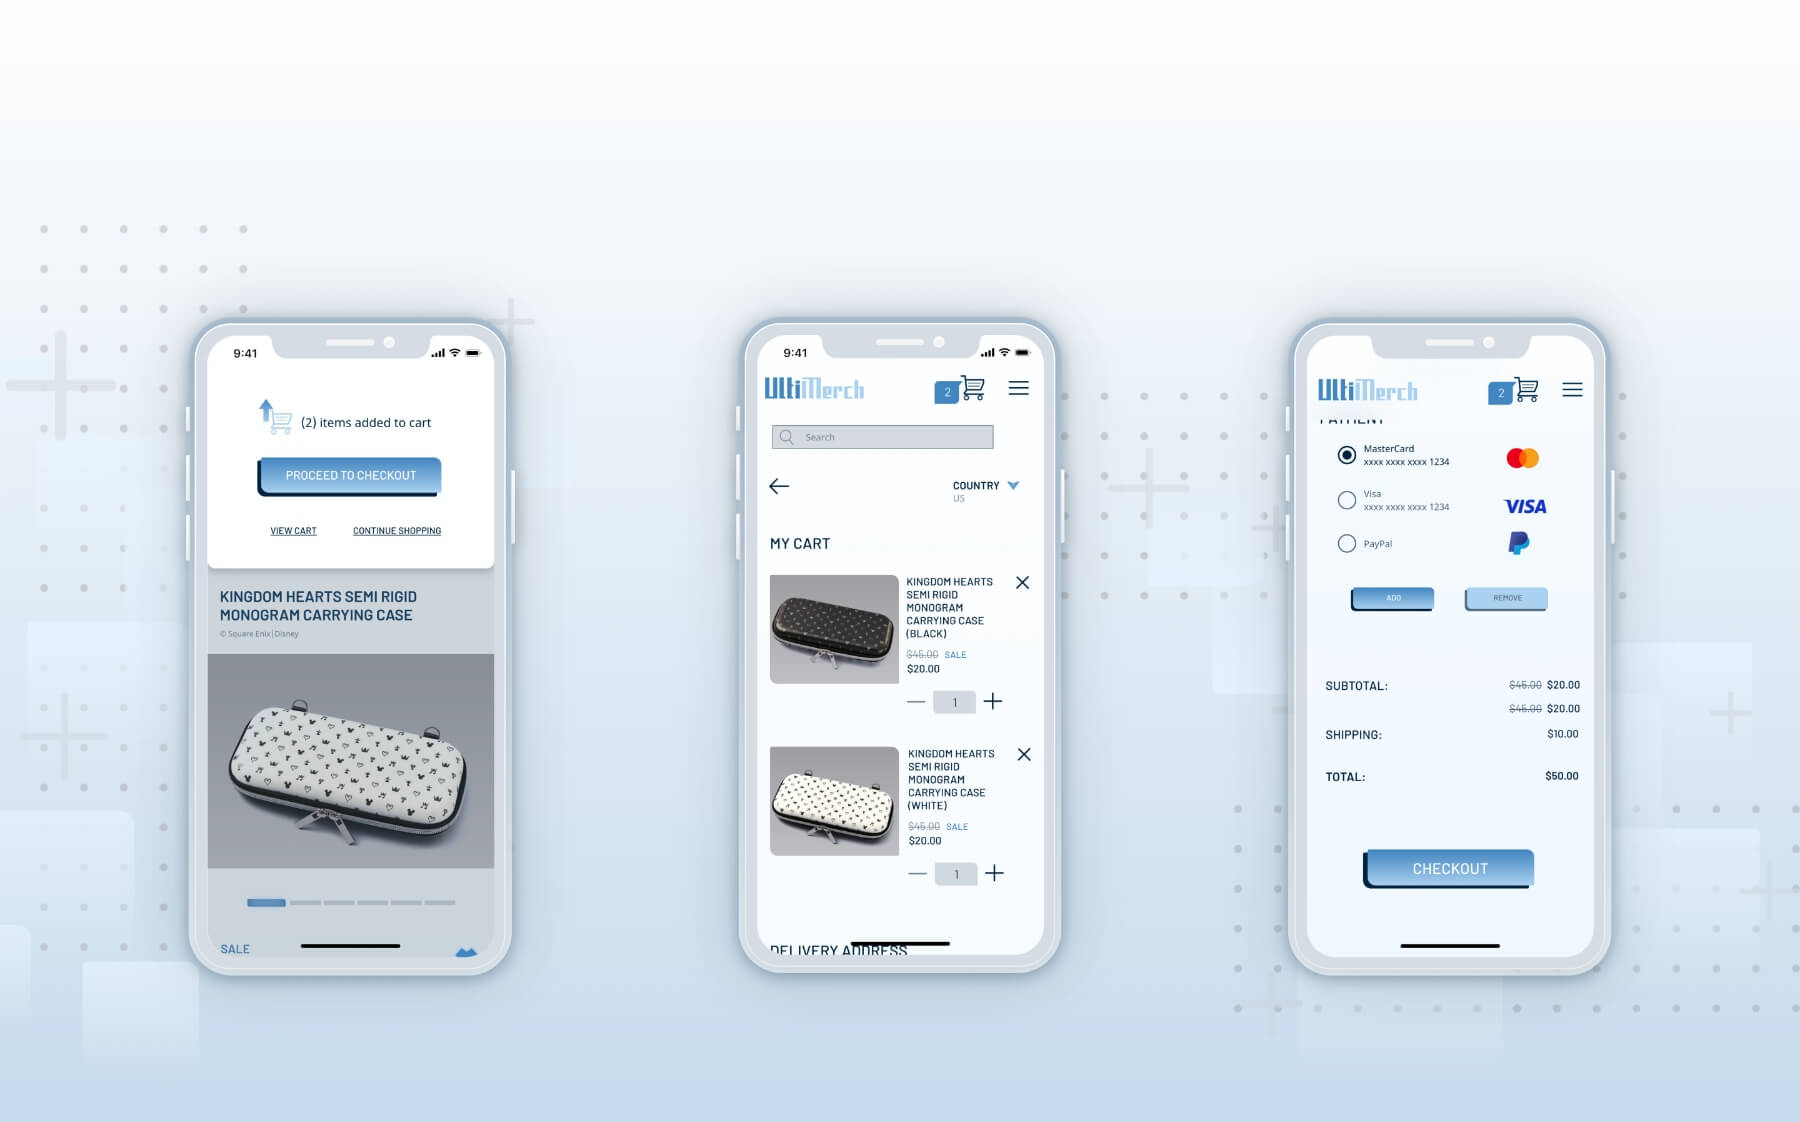 9:41
(2) items added to cart
PROCEED TO CHECKOUT
VIEW CART CONTINUE SHOPPING
KINGDOM HEARTS SEMI RIGID
MONOGRAM CARRYING CASE
© Square Enix | Disney
SALE
9:41
UltiMerch 2
Search
COUNTRY
US
MY CART
KINGDOM HEARTS
SEMI RIGID
MONOGRAM
CARRYING CASE
(BLACK)
$45.00 SALE
$20.00
1
KINGDOM HEARTS
SEMI RIGID
MONOGRAM
CARRYING CASE
(WHITE)
$45.00 SALE
$20.00
1
DELIVERY ADDRESS
UltiMerch 2
PAYMENT
MasterCard
xxxx xxxx xxxx 1234
Visa
xxxx xxxx xxxx 1234
VISA
PayPal
ADD REMOVE
SUBTOTAL: $45.00 $20.00
$45.00 $20.00
SHIPPING: $10.00
TOTAL: $50.00
CHECKOUT